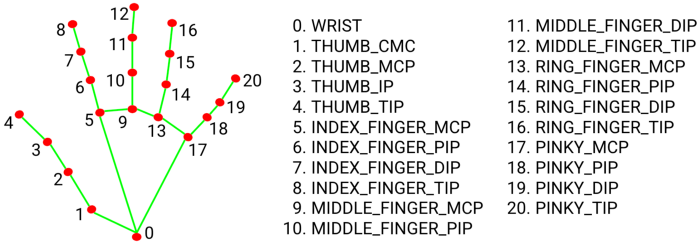 12
16
8
11
7
15
20
10
6
14
19
4
5
9
13
18
3
17
2
1
0
0. WRIST
1. THUMB_CMC
2. THUMB_MCP
3. THUMB_IP
4. THUMB_TIP
5. INDEX_FINGER_MCP
6. INDEX_FINGER_PIP
7. INDEX_FINGER_DIP
8. INDEX_FINGER_TIP
9. MIDDLE_FINGER_MCP
10. MIDDLE_FINGER_PIP
11. MIDDLE_FINGER_DIP
12. MIDDLE_FINGER_TIP
13. RING_FINGER_MCP
14. RING_FINGER_PIP
15. RING_FINGER_DIP
16. RING_FINGER_TIP
17. PINKY_MCP
18. PINKY_PIP
19. PINKY_DIP
20. PINKY_TIP